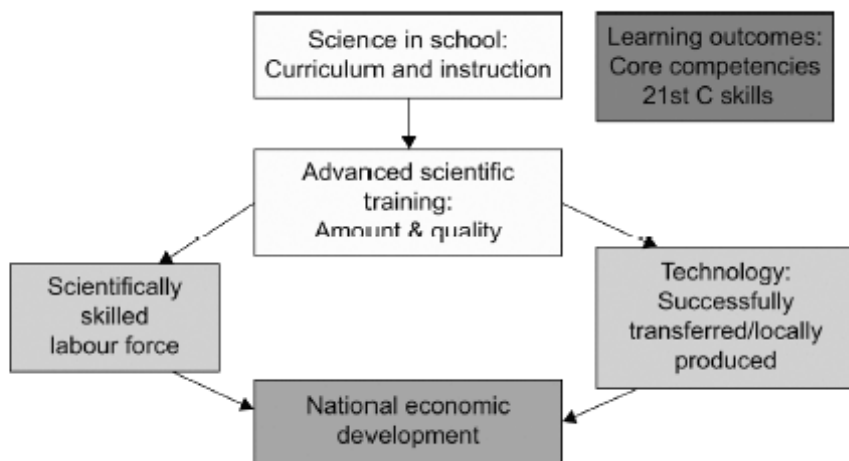 Science in school:
Curriculum and instruction
Learning outcomes:
Core competencies
21st C skills
Advanced scientific
training:
Amount & quality
Scientifically
skilled
labour force
Technology:
Successfully
transferred/locally
produced
National economic
development